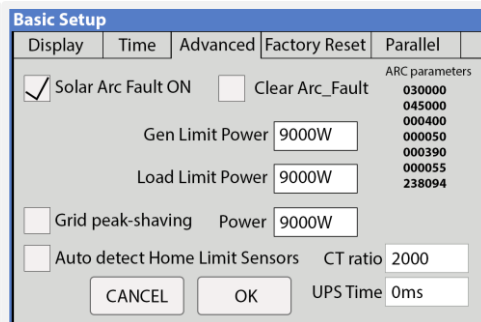 Basic Setup
Display Time Advanced Factory Reset Parallel
ARC parameters
Solar Arc Fault ON Clear Arc_Fault
030000
045000
000400
000050
000390
000055
238094
Gen Limit Power 9000W
Load Limit Power 9000W
Grid peak-shaving Power 9000W
Auto detect Home Limit Sensors CT ratio 2000
CANCEL OK UPS Time 0ms